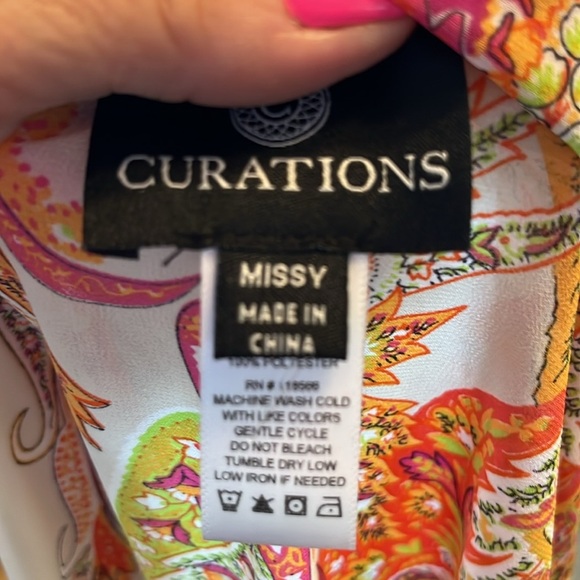 CURATIONS
MISSY
MADE IN
CHINA
100% POLYESTER
RN #
MACHINE WASH COLD
WITH LIKE COLORS
GENTLE CYCLE
DO NOT BLEACH
TUMBLE DRY LOW
LOW IRON IF NEEDED